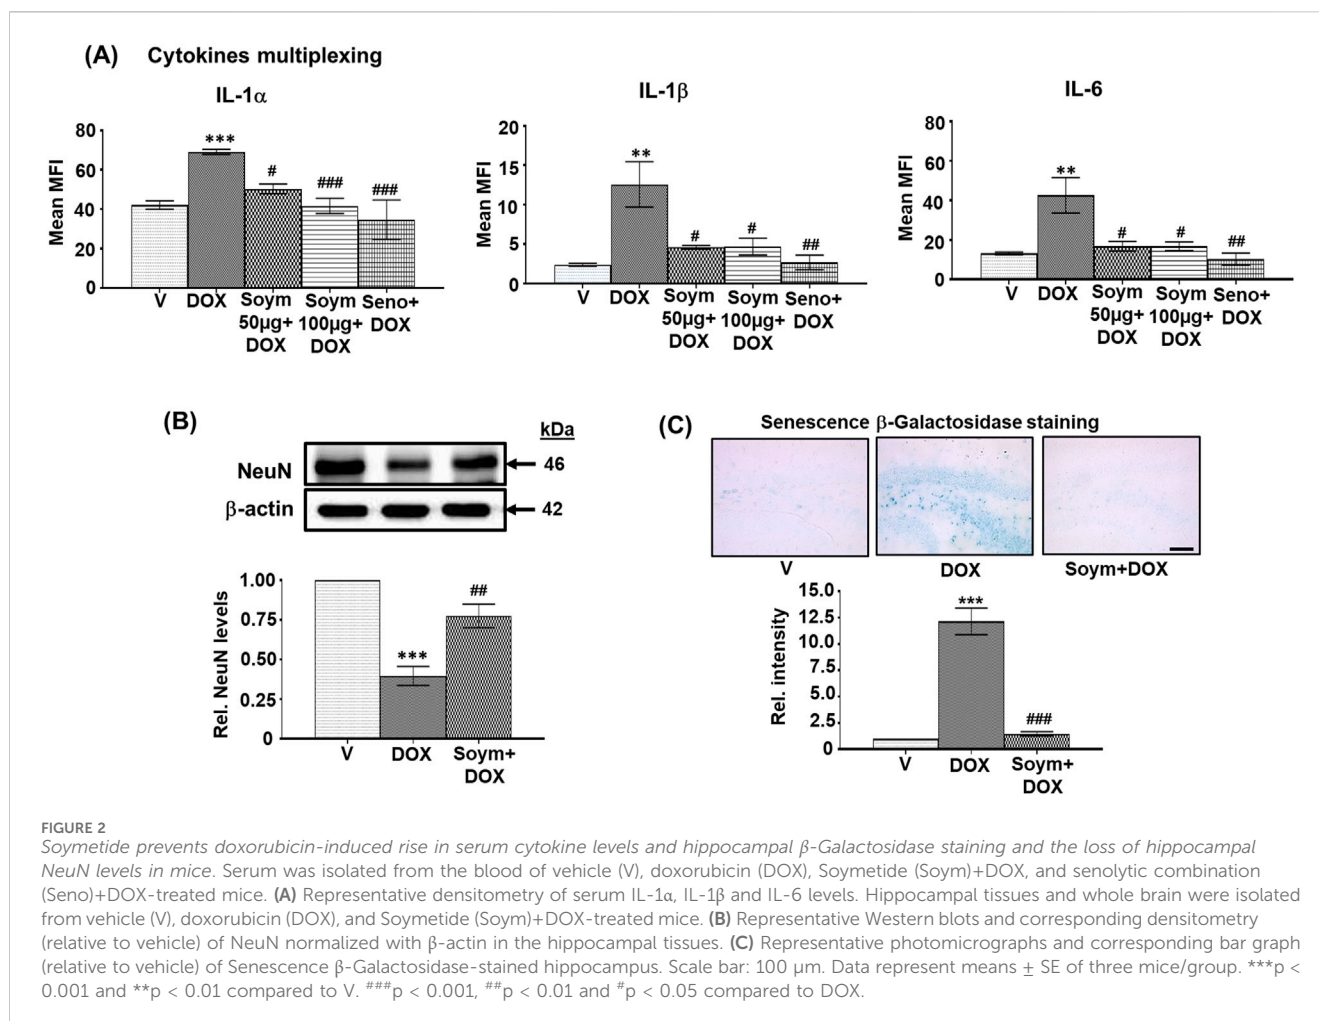 (A) Cytokines multiplexing
IL-1α
80
60
40
20
0
Mean MFI
***
#
###
###
V DOX Soym Soym Seno+
50µg+ 100µg+ DOX
DOX DOX
IL-1β
20
15
10
5
0
Mean MFI
**
#
#
##
V DOX Soym Soym Seno+
50µg+ 100µg+ DOX
DOX DOX
IL-6
80
60
40
20
0
Mean MFI
**
#
#
##
V DOX Soym Soym Seno+
50µg+ 100µg+ DOX
DOX DOX
(B)
kDa
NeuN 46
β-actin 42
1.00
0.75
0.50
0.25
0
Rel. NeuN levels
***
##
V DOX Soym+
DOX
(C)
Senescence β-Galactosidase staining
V DOX Soym+DOX
15.0
12.5
10.0
7.5
5.0
2.5
0
Rel. intensity
***
###
V DOX Soym+
DOX
FIGURE 2
Soymetide prevents doxorubicin-induced rise in serum cytokine levels and hippocampal β-Galactosidase staining and the loss of hippocampal
NeuN levels in mice. Serum was isolated from the blood of vehicle (V), doxorubicin (DOX), Soymetide (Soym)+DOX, and senolytic combination
(Seno)+DOX-treated mice. (A) Representative densitometry of serum IL-1α, IL-1β and IL-6 levels. Hippocampal tissues and whole brain were isolated
from vehicle (V), doxorubicin (DOX), and Soymetide (Soym)+DOX-treated mice. (B) Representative Western blots and corresponding densitometry
(relative to vehicle) of NeuN normalized with β-actin in the hippocampal tissues. (C) Representative photomicrographs and corresponding bar graph
(relative to vehicle) of Senescence β-Galactosidase-stained hippocampus. Scale bar: 100 µm. Data represent means ± SE of three mice/group. ***p <
0.001 and **p < 0.01 compared to V. ###p < 0.001, ##p < 0.01 and #p < 0.05 compared to DOX.